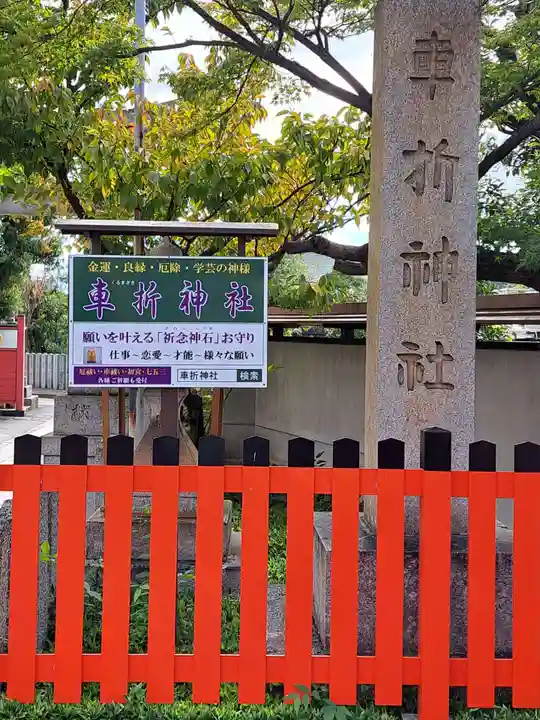 金運・良縁・厄除・学芸の神様
くるまざき
車折神社
願いを叶える「祈念神石」お守り
仕事～恋愛～才能～様々な願い
厄祓い・車祓い・初宮・七五三
各種ご祈願も受付
車折神社 検索
車折神社